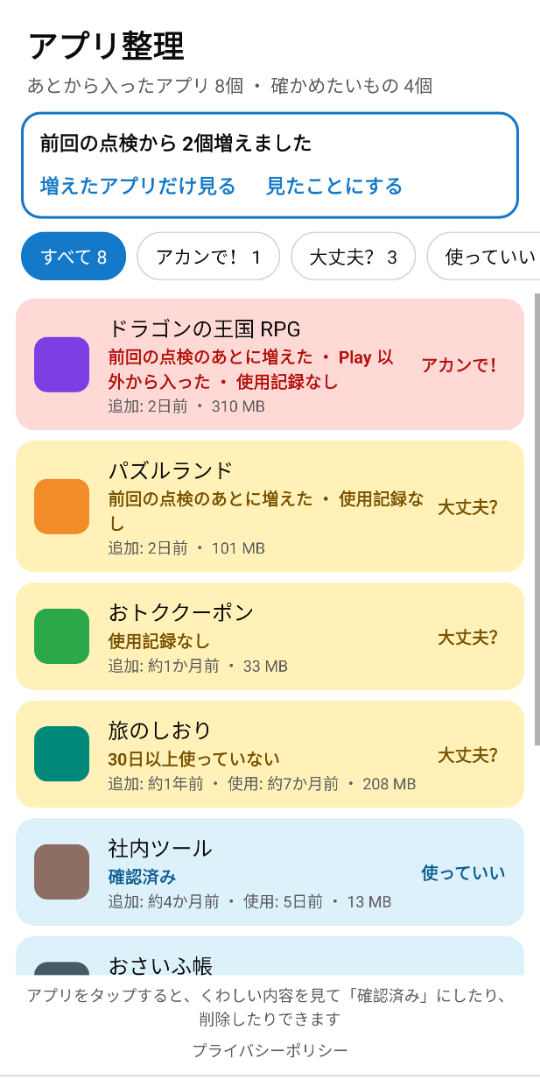 アプリ整理
あとから入ったアプリ 8個 ・ 確かめたいもの 4個
前回の点検から 2個増えました
増えたアプリだけ見る 見たことにする
すべて 8 アカンで! 1 大丈夫? 3 使ってい
ドラゴンの王国 RPG
前回の点検のあとに増えた ・ Play 以
外から入った ・ 使用記録なし
アカンで!
追加: 2日前 ・ 310 MB
パズルランド
前回の点検のあとに増えた ・ 使用記録な
し
大丈夫?
追加: 2日前 ・ 101 MB
おトククーポン
使用記録なし
大丈夫?
追加: 約1か月前 ・ 33 MB
旅のしおり
30日以上使っていない
大丈夫?
追加: 約1年前 ・ 使用: 約7か月前 ・ 208 MB
社内ツール
確認済み
使っていい
追加: 約4か月前 ・ 使用: 5日前 ・ 13 MB
おさいふ帳
アプリをタップすると、くわしい内容を見て「確認済み」にしたり、
削除したりできます
プライバシーポリシー